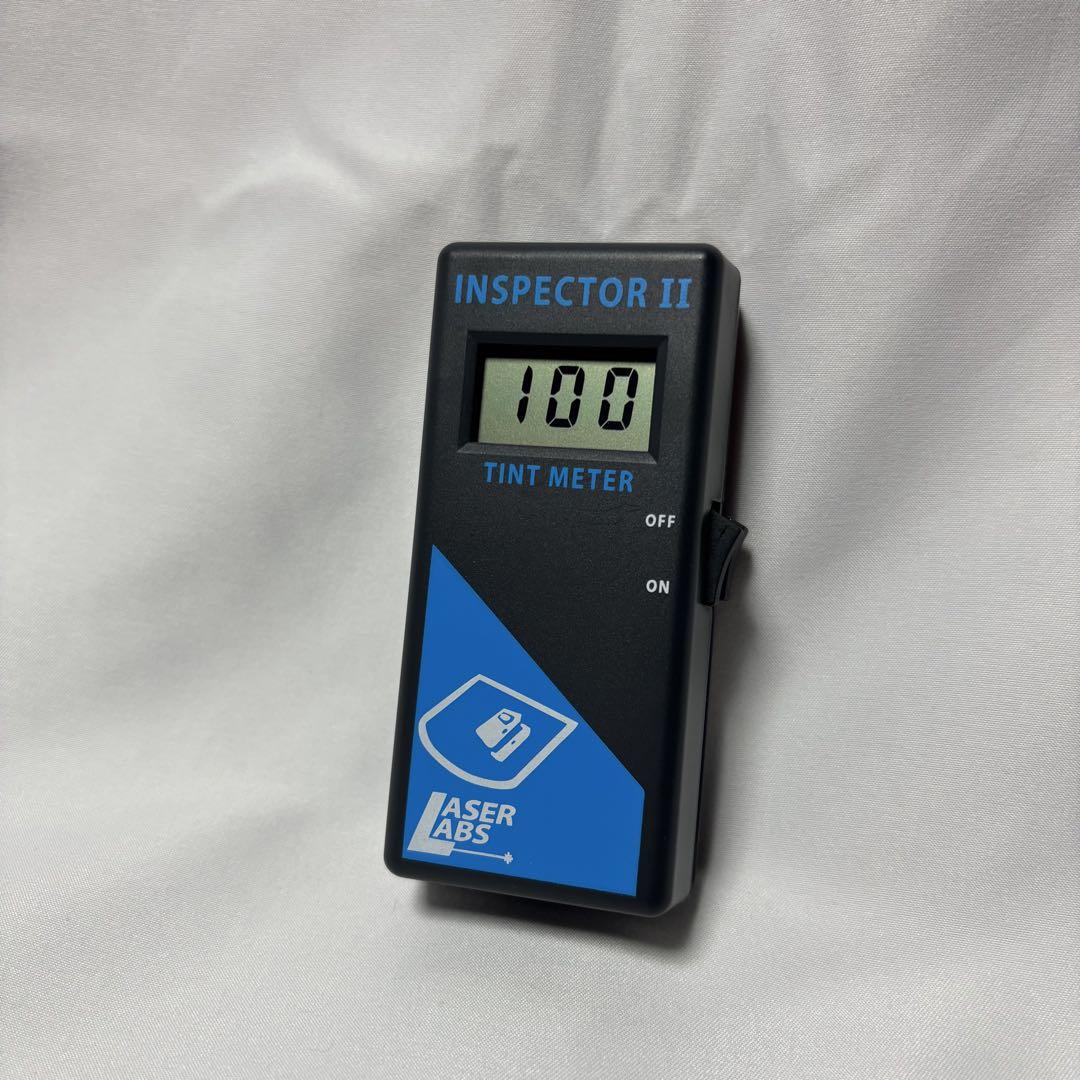 INSPECTOR II
100
TINT METER
OFF
ON
LASER
LABS